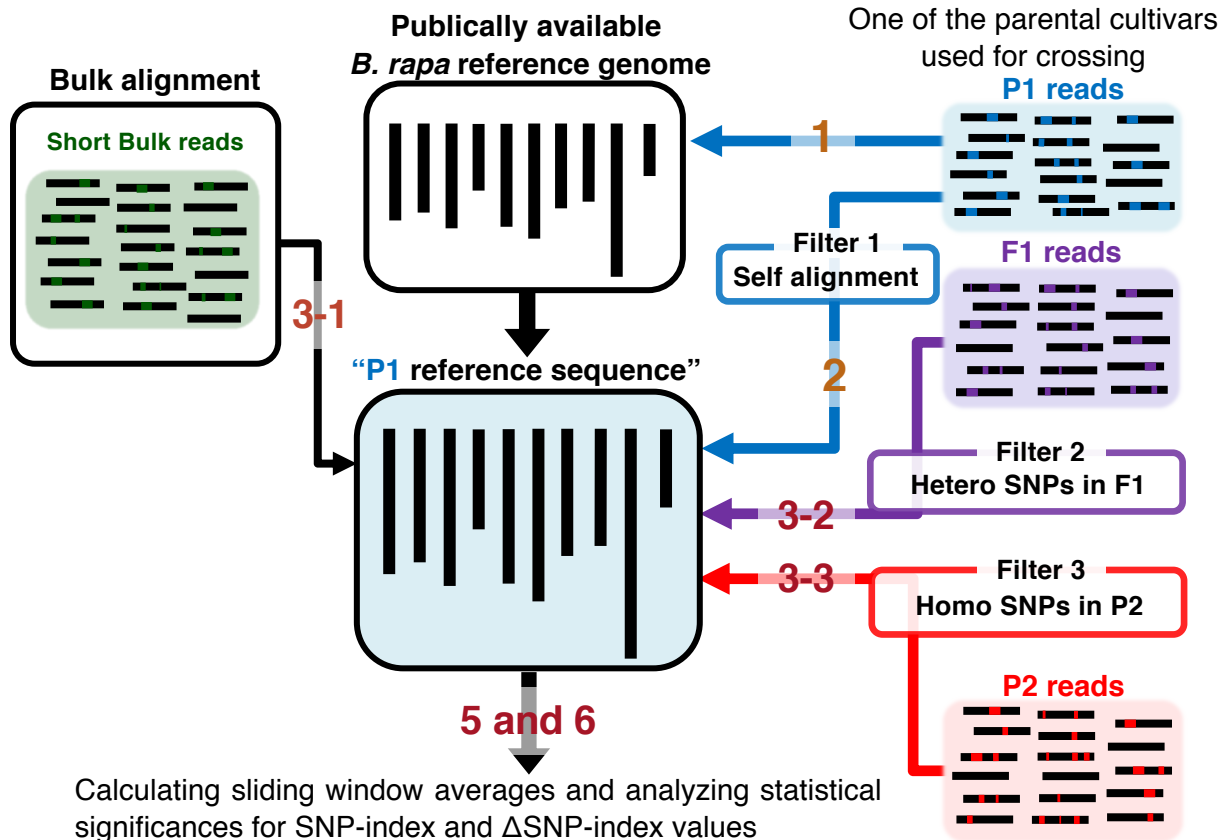 Publically available
B. rapa reference genome
One of the parental cultivars
used for crossing
P1 reads
Bulk alignment
Short Bulk reads
1
Filter 1
Self alignment
F1 reads
3-1
2
“P1 reference sequence”
Filter 2
Hetero SNPs in F1
3-2
Filter 3
Homo SNPs in P2
3-3
P2 reads
5 and 6
Calculating sliding window averages and analyzing statistical
significances for SNP-index and ΔSNP-index values